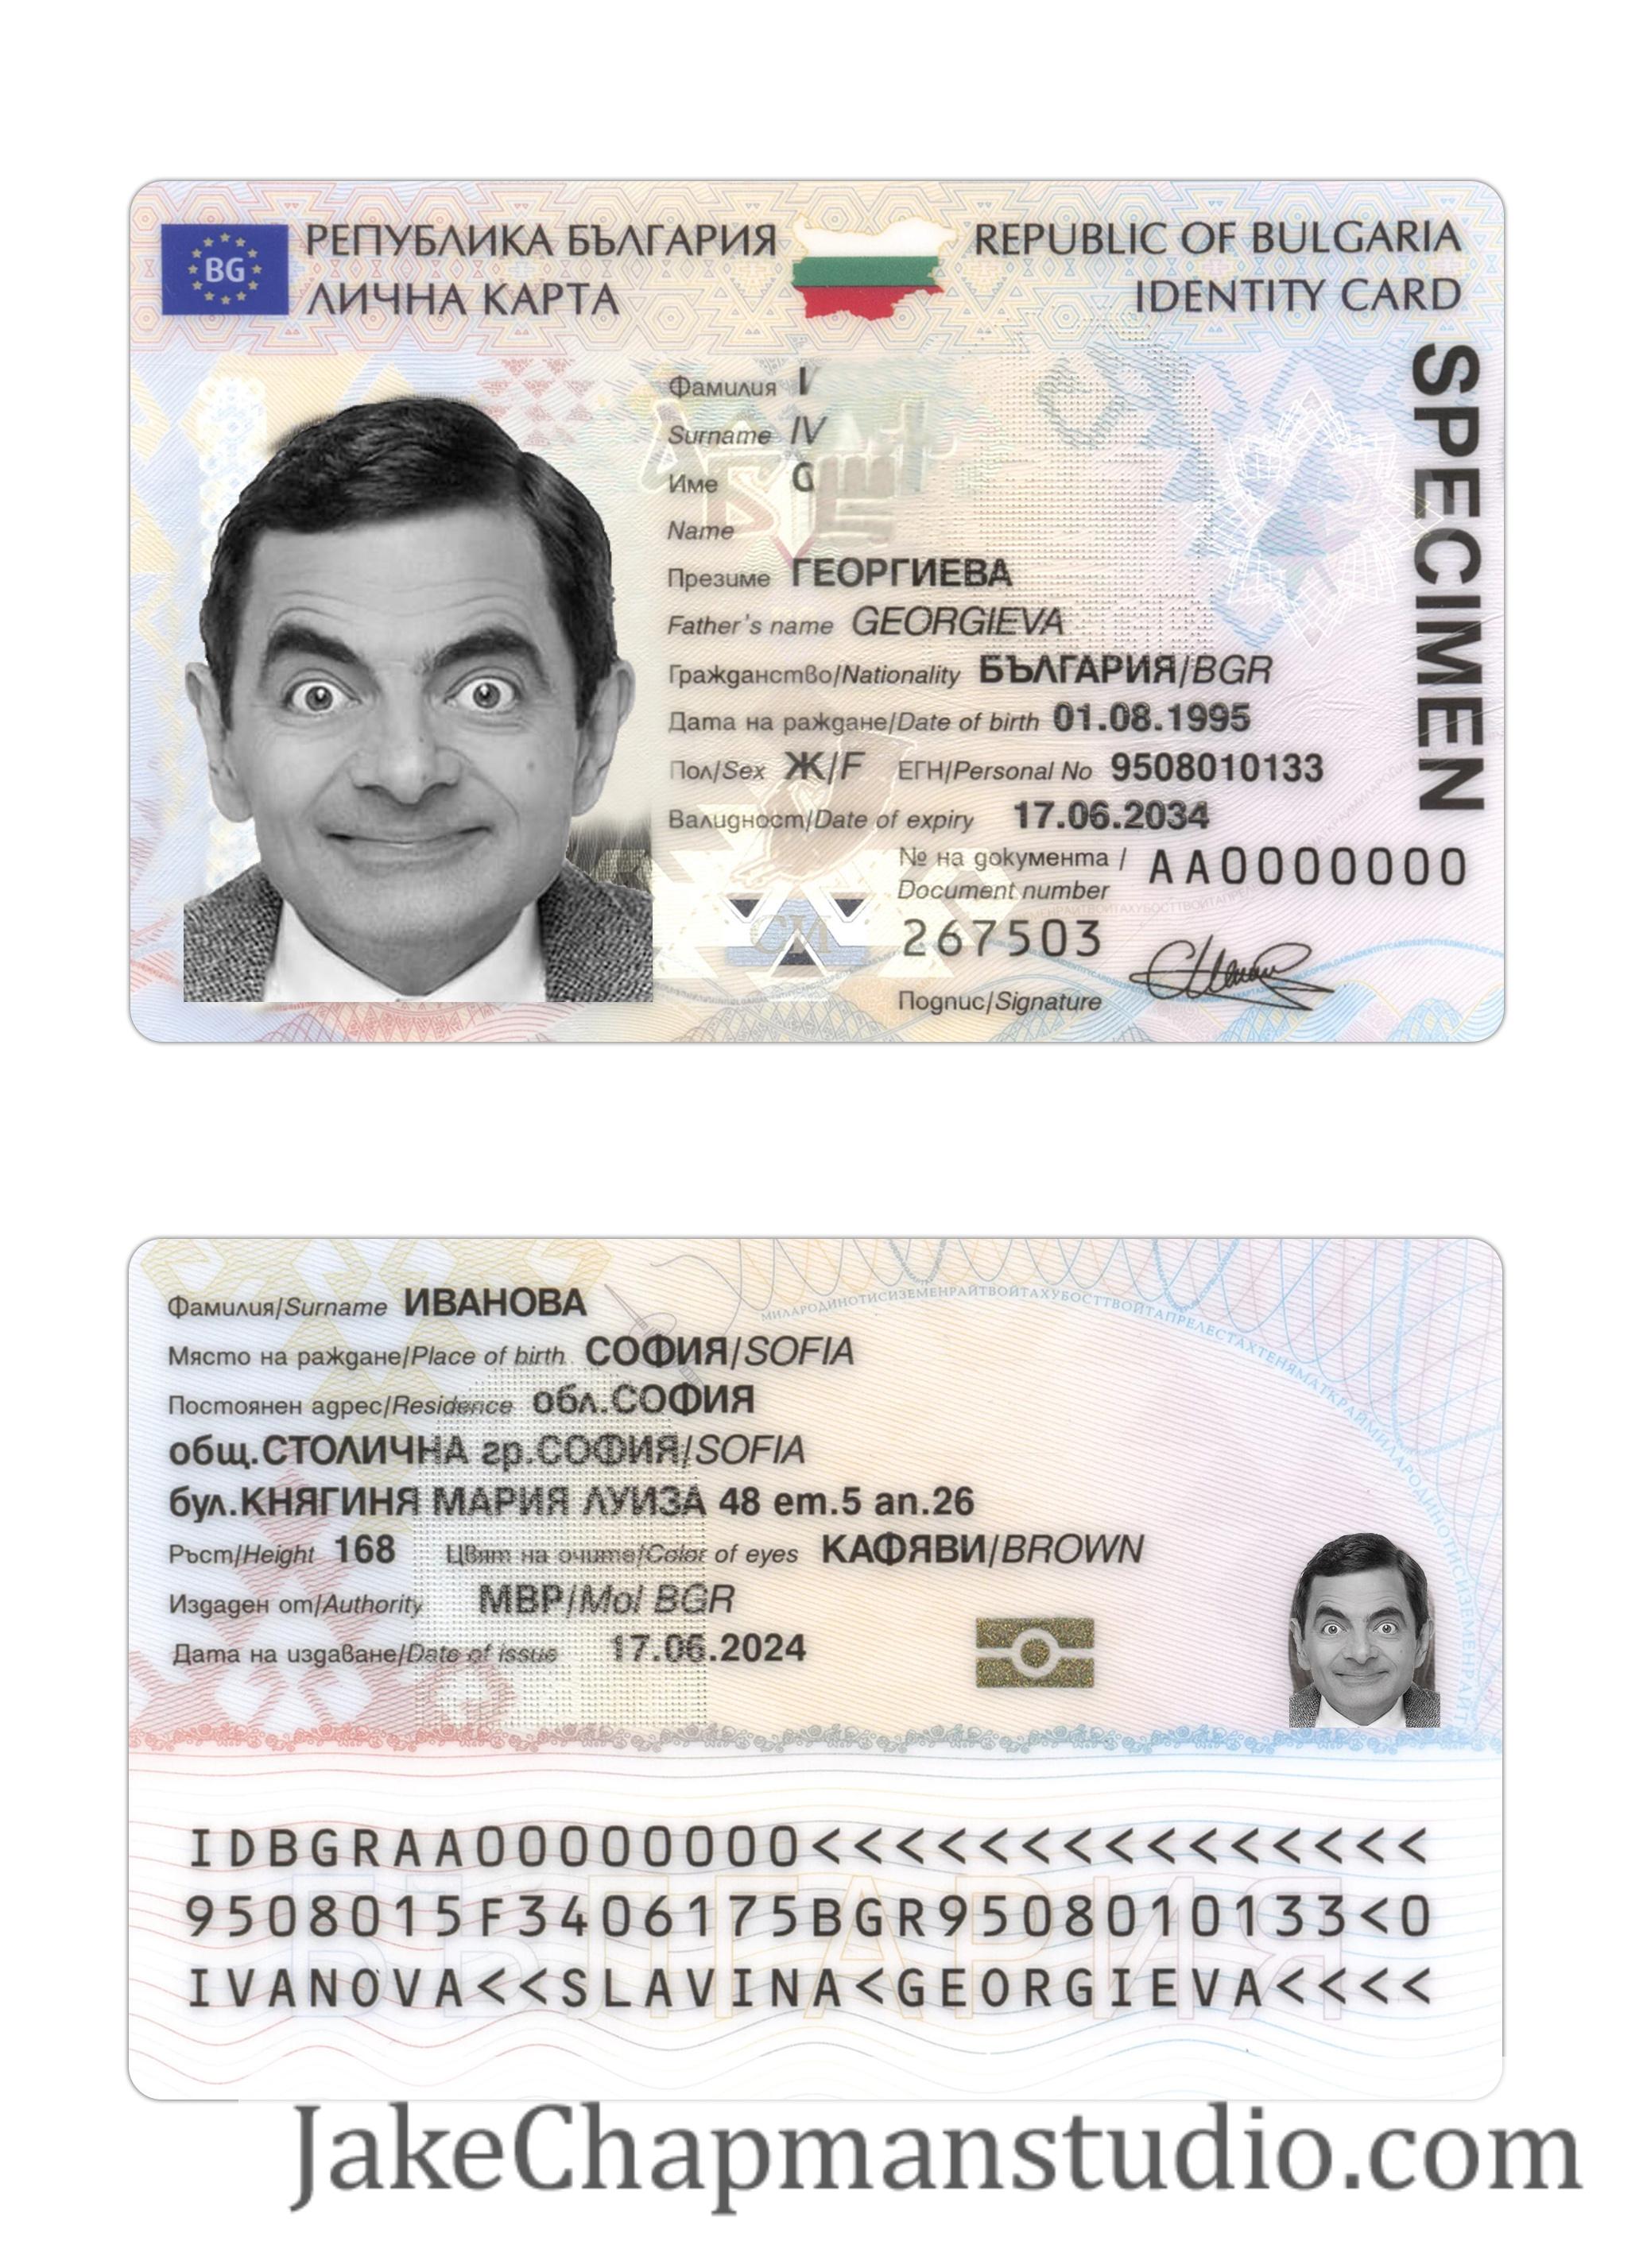 BG
РЕПУБЛИКА БЪЛГАРИЯ
ЛИЧНА КАРТА
REPUBLIC OF BULGARIA
IDENTITY CARD
SPECIMEN
Фамилия I
Surname IV
Име G
Name
Презиме ГЕОРГИЕВА
Father's name GEORGIEVA
Гражданство/Nationality БЪЛГАРИЯ/BGR
Дата на раждане/Date of birth 01.08.1995
Пол/Sex Ж/F ЕГН/Personal No 9508010133
Валидност/Date of expiry 17.06.2034
№ на документа / AA0000000
Document number
267503
Подпис/Signature
Фамилия/Surname ИВАНОВА
Място на раждане/Place of birth СОФИЯ/SOFIA
Постоянен адрес/Residence обл.СОФИЯ
общ.СТОЛИЧНА гр.СОФИЯ/SOFIA
бул.КНЯГИНЯ МАРИЯ ЛУИЗА 48 ет.5 ап.26
Ръст/Height 168 Цвят на очите/Color of eyes КАФЯВИ/BROWN
Издаден от/Authority МВР/MoI BGR
Дата на издаване/Date of issue 17.06.2024
IDBGRAA00000000<<<<<<<<<<<<<<<
9508015F3406175BGR9508010133<0
IVANOVA<<SLAVINA<GEORGIEVA<<<<
JakeChapmanstudio.com